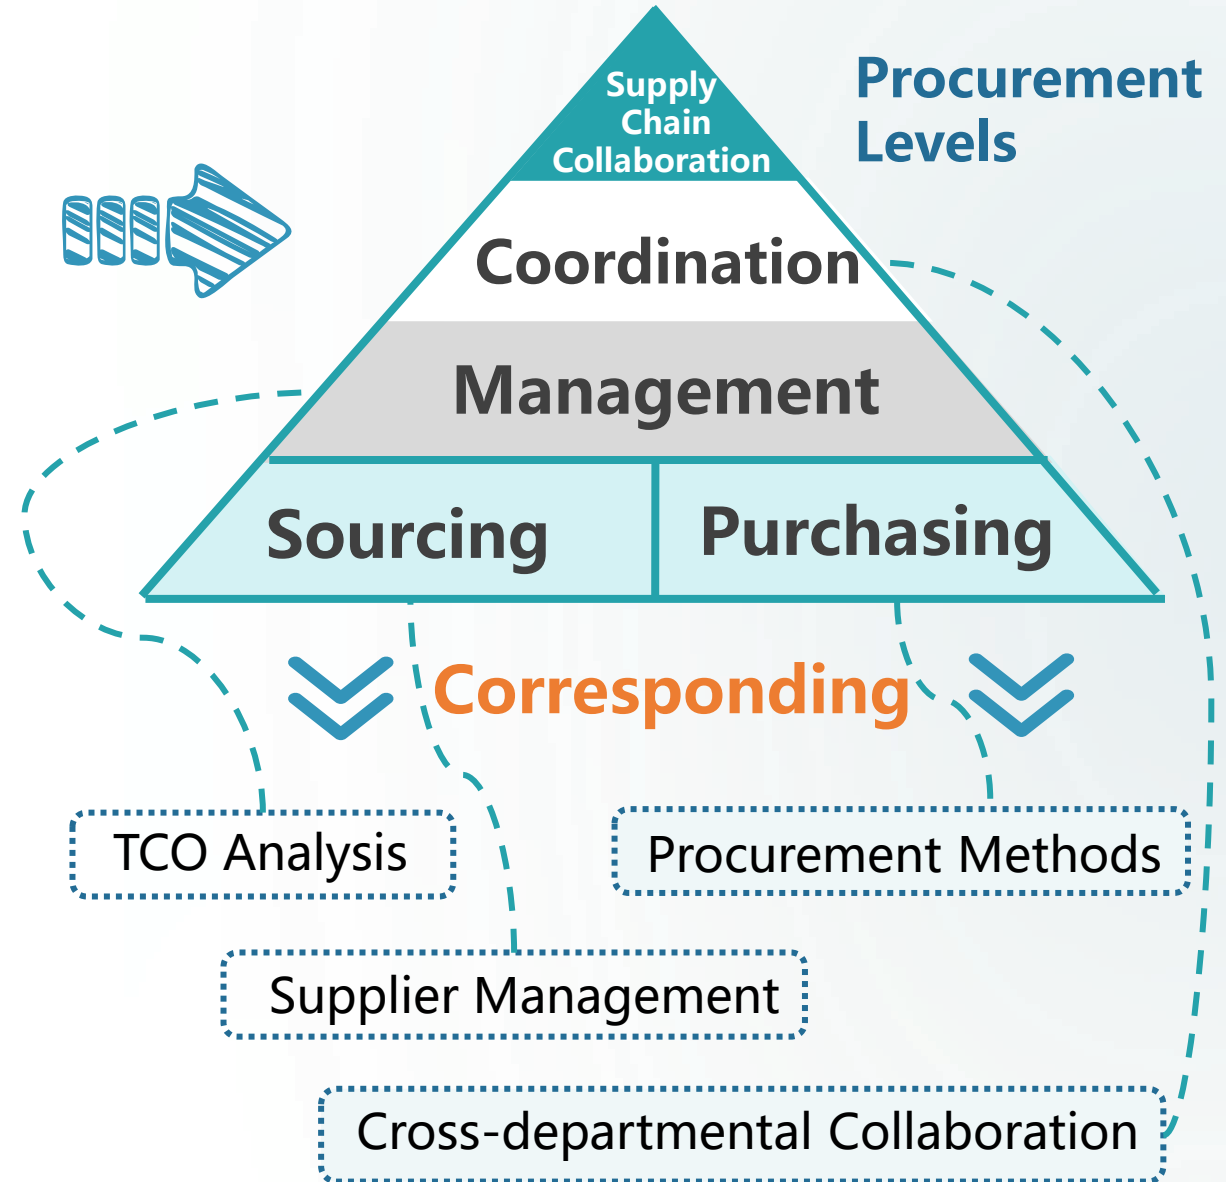 Procurement
Levels
Supply
Chain
Collaboration
Coordination
Management
Sourcing
Purchasing
Corresponding
TCO Analysis
Procurement Methods
Supplier Management
Cross-departmental Collaboration